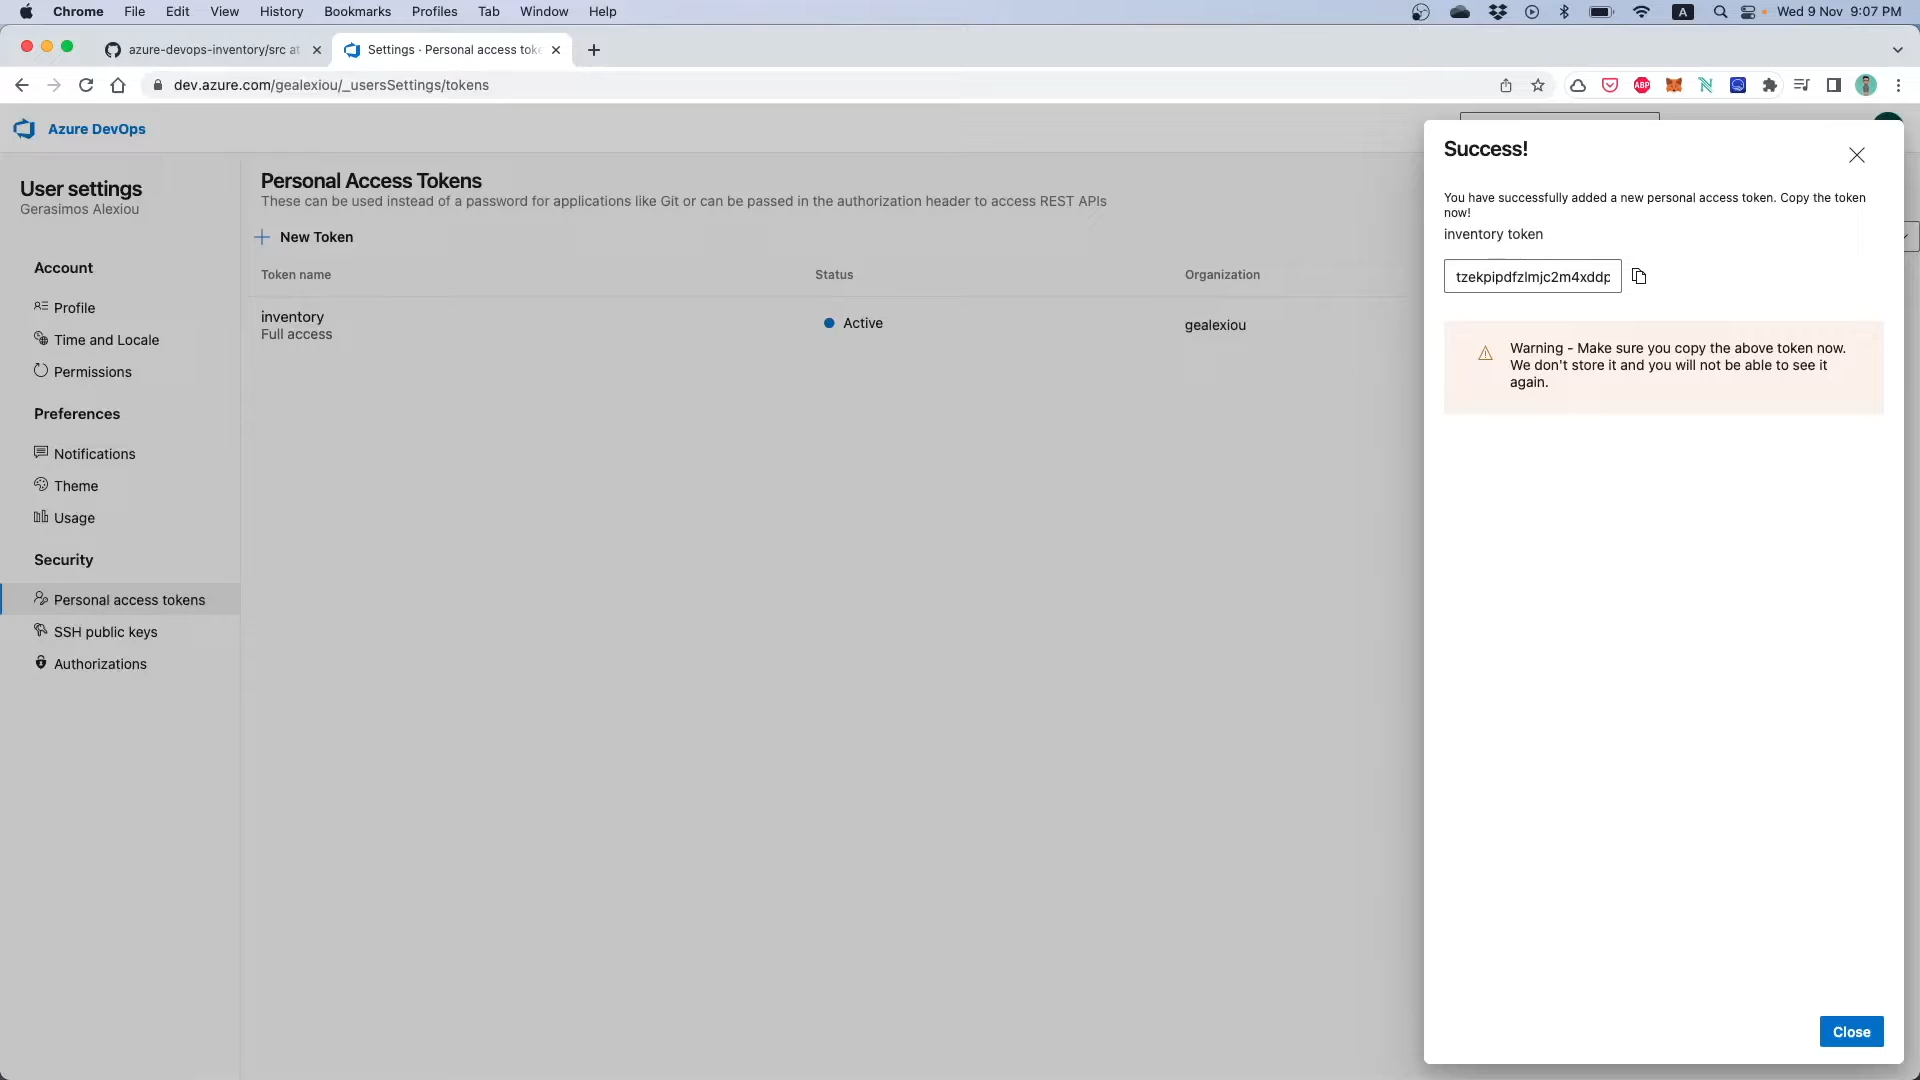 Chrome File Edit View History Bookmarks Profiles Tab Window Help A Wed 9 Nov 9:07 PM
azure-devops-inventory/src at Settings · Personal access toke
dev.azure.com/gealexiou/_usersSettings/tokens ABP
Azure DevOps
User settings
Gerasimos Alexiou
Account
Profile
Time and Locale
Permissions
Preferences
Notifications
Theme
Usage
Security
Personal access tokens
SSH public keys
Authorizations
Personal Access Tokens
These can be used instead of a password for applications like Git or can be passed in the authorization header to access REST APIs
New Token
Token name Status Organization
inventory Active gealexiou
Full access
Success!
You have successfully added a new personal access token. Copy the token
now!
inventory token
tzekpipdfzlmjc2m4xddp
Warning - Make sure you copy the above token now.
We don't store it and you will not be able to see it
again.
Close